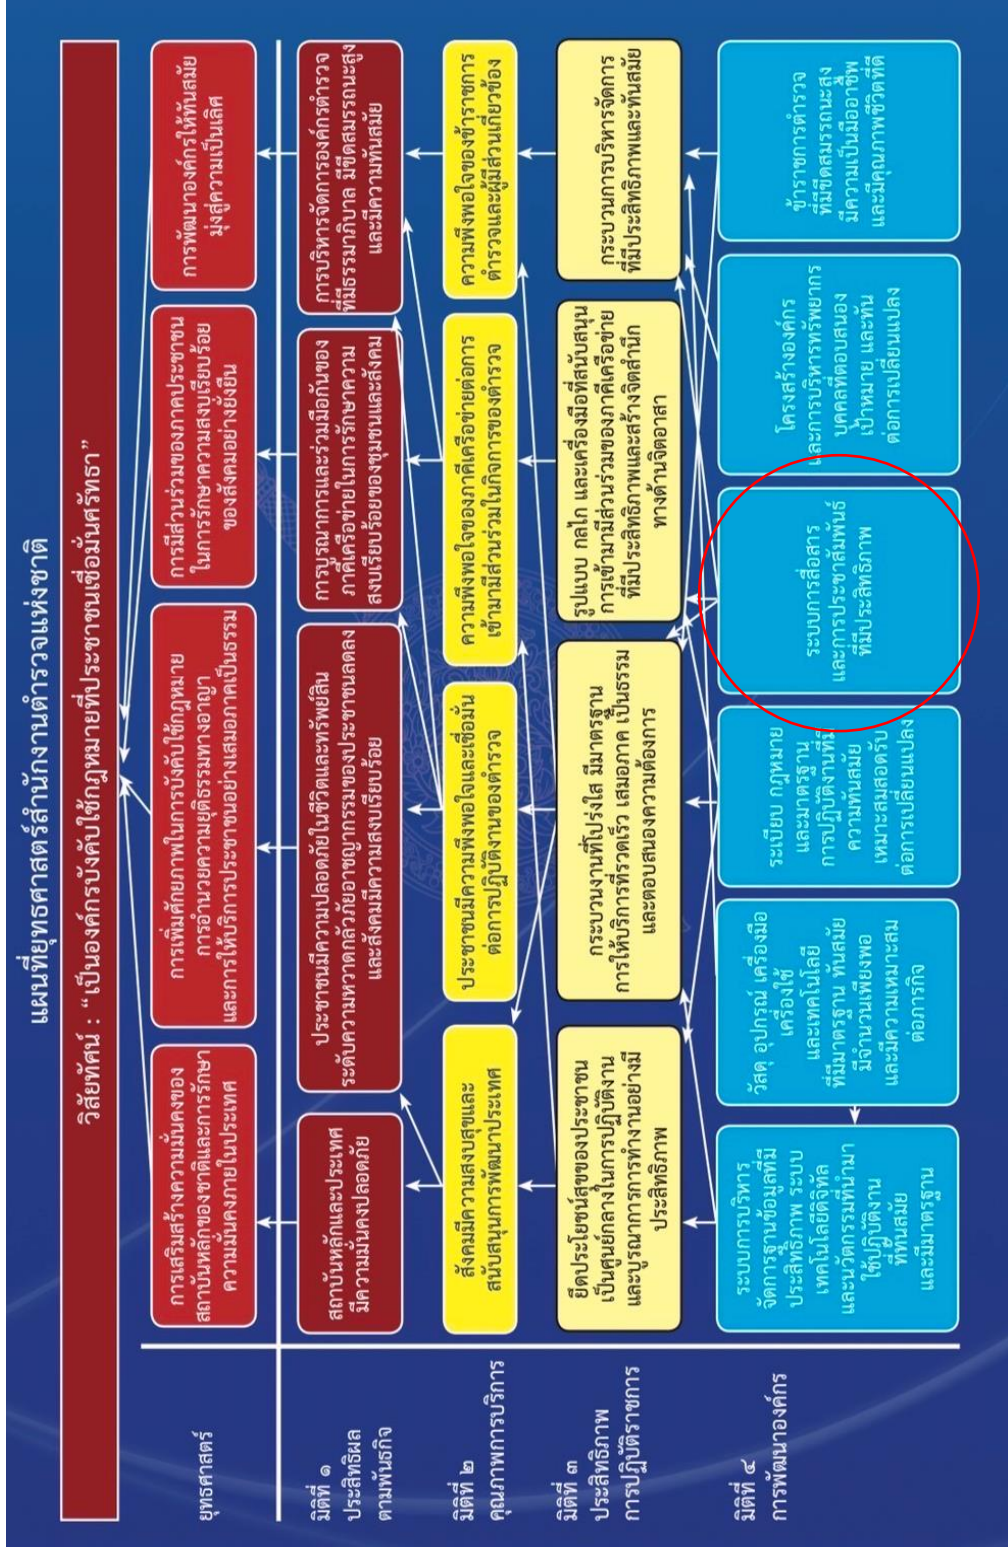 แผนที่ยุทธศาสตร์สำนักงานตำรวจแห่งชาติ
วิสัยทัศน์ : “เป็นองค์กรบังคับใช้กฎหมายที่ประชาชนเชื่อมั่นศรัทธา”
ยุทธศาสตร์
การเสริมสร้างความมั่นคงของ
สถาบันหลักของชาติและการรักษา
ความมั่นคงภายในประเทศ
การเพิ่มศักยภาพในการบังคับใช้กฎหมาย
การอำนวยความยุติธรรมทางอาญา
และการให้บริการประชาชนอย่างเสมอภาคเป็นธรรม
การมีส่วนร่วมของภาคประชาชน
ในการรักษาความสงบเรียบร้อย
ของสังคมอย่างยั่งยืน
การพัฒนาองค์กรให้ทันสมัย
มุ่งสู่ความเป็นเลิศ
มิติที่ ๑
ประสิทธิผล
ตามพันธกิจ
สถาบันหลักและประเทศ
มีความมั่นคงปลอดภัย
ประชาชนมีความปลอดภัยในชีวิตและทรัพย์สิน
ระดับความหวาดกลัวภัยอาชญากรรมของประชาชนลดลง
และสังคมมีความสงบเรียบร้อย
การบูรณาการและร่วมมือกันของ
ภาคีเครือข่ายในการรักษาความ
สงบเรียบร้อยของชุมชนและสังคม
การบริหารจัดการองค์กรตำรวจ
ที่มีธรรมาภิบาล มีขีดสมรรถนะสูง
และมีความทันสมัย
มิติที่ ๒
คุณภาพการบริการ
สังคมมีความสงบสุขและ
สนับสนุนการพัฒนาประเทศ
ประชาชนมีความพึงพอใจและเชื่อมั่น
ต่อการปฏิบัติงานของตำรวจ
ความพึงพอใจของภาคีเครือข่ายต่อการ
เข้ามามีส่วนร่วมในกิจการของตำรวจ
ความพึงพอใจของข้าราชการ
ตำรวจและผู้มีส่วนเกี่ยวข้อง
มิติที่ ๓
ประสิทธิภาพ
การปฏิบัติราชการ
ยึดประโยชน์สุขของประชาชน
เป็นศูนย์กลางในการปฏิบัติงาน
และบูรณาการการทำงานอย่างมี
ประสิทธิภาพ
กระบวนงานที่โปร่งใส มีมาตรฐาน
การให้บริการที่รวดเร็ว เสมอภาค เป็นธรรม
และตอบสนองความต้องการ
รูปแบบ กลไก และเครื่องมือที่สนับสนุน
การเข้ามามีส่วนร่วมของภาคีเครือข่าย
ที่มีประสิทธิภาพและสร้างจิตสำนึก
ทางด้านจิตอาสา
กระบวนการบริหารจัดการ
ที่มีประสิทธิภาพและทันสมัย
มิติที่ ๔
การพัฒนาองค์กร
ระบบการบริหาร
จัดการฐานข้อมูลที่มี
ประสิทธิภาพ ระบบ
เทคโนโลยีดิจิทัล
และนวัตกรรมที่นำมา
ใช้ปฏิบัติงาน
ที่ทันสมัย
และมีมาตรฐาน
วัสดุ อุปกรณ์ เครื่องมือ
เครื่องใช้
และเทคโนโลยี
ที่มีมาตรฐาน ทันสมัย
มีจำนวนเพียงพอ
และมีความเหมาะสม
ต่อภารกิจ
ระเบียบ กฎหมาย
และมาตรฐาน
การปฏิบัติงานที่มี
ความทันสมัย
เหมาะสมสอดรับ
ต่อการเปลี่ยนแปลง
ระบบการสื่อสาร
และการประชาสัมพันธ์
ที่มีประสิทธิภาพ
โครงสร้างองค์กร
และการบริหารทรัพยากร
บุคคลที่ตอบสนอง
เป้าหมาย และทัน
ต่อการเปลี่ยนแปลง
ข้าราชการตำรวจ
ที่มีขีดสมรรถนะสูง
มีความเป็นมืออาชีพ
และมีคุณภาพชีวิตที่ดี